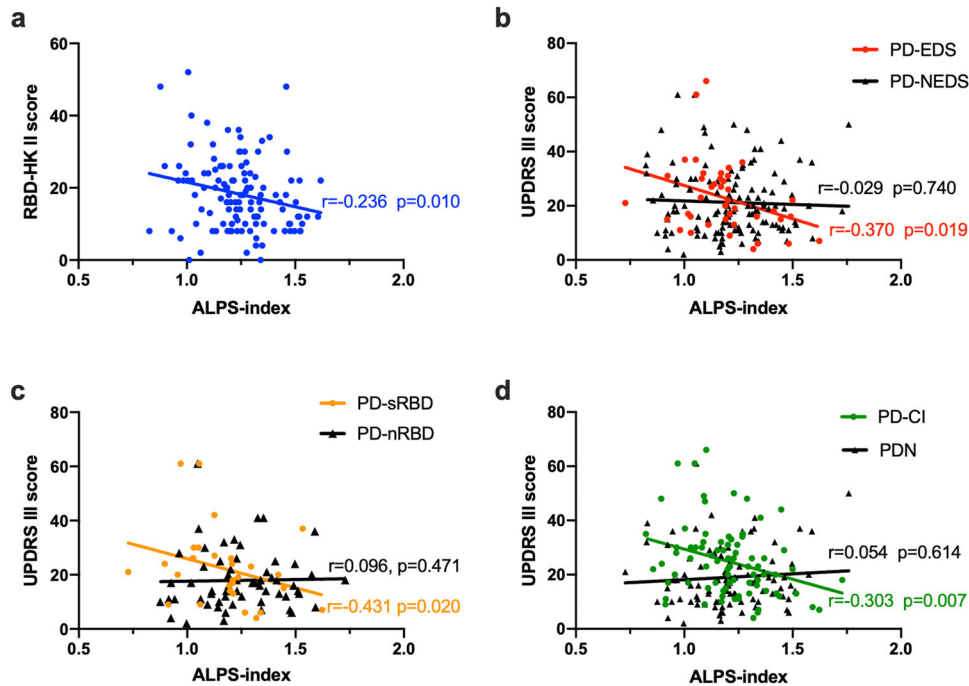 a
RBD-HK II score
60
40
20
0
0.5 1.0 1.5 2.0
ALPS-index
r=-0.236 p=0.010
b
UPDRS III score
80
60
40
20
0
0.5 1.0 1.5 2.0
ALPS-index
PD-EDS
PD-NEDS
r=-0.029 p=0.740
r=-0.370 p=0.019
c
UPDRS III score
80
60
40
20
0
0.5 1.0 1.5 2.0
ALPS-index
PD-sRBD
PD-nRBD
r=0.096, p=0.471
r=-0.431 p=0.020
d
UPDRS III score
80
60
40
20
0
0.5 1.0 1.5 2.0
ALPS-index
PD-CI
PDN
r=0.054 p=0.614
r=-0.303 p=0.007